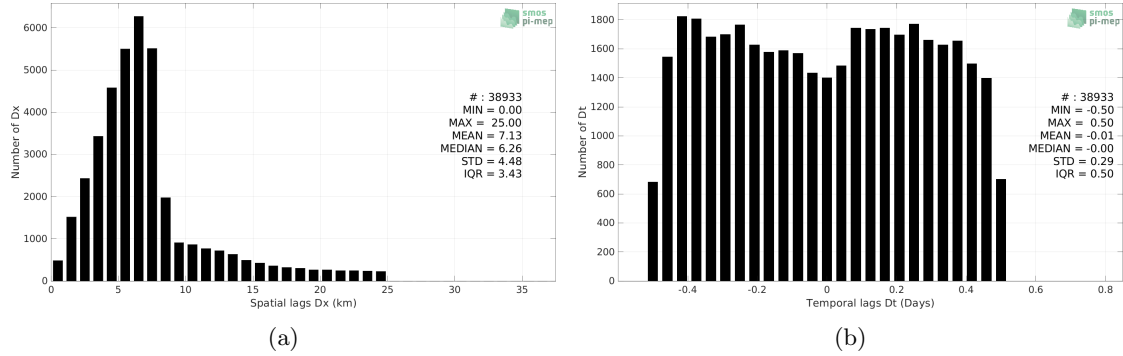 6000
5000
4000
3000
2000
1000
0
Number of Dx
smos
pi-mep
# : 38933
MIN = 0.00
MAX = 25.00
MEAN = 7.13
MEDIAN = 6.26
STD = 4.48
IQR = 3.43
0 5 10 15 20 25 30 35
Spatial lags Dx (km)
(a)
1800
1600
1400
1200
1000
800
600
400
200
0
Number of Dt
smos
pi-mep
# : 38933
MIN = -0.50
MAX = 0.50
MEAN = -0.01
MEDIAN = -0.00
STD = 0.29
IQR = 0.50
-0.4 -0.2 0 0.2 0.4 0.6 0.8
Temporal lags Dt (Days)
(b)